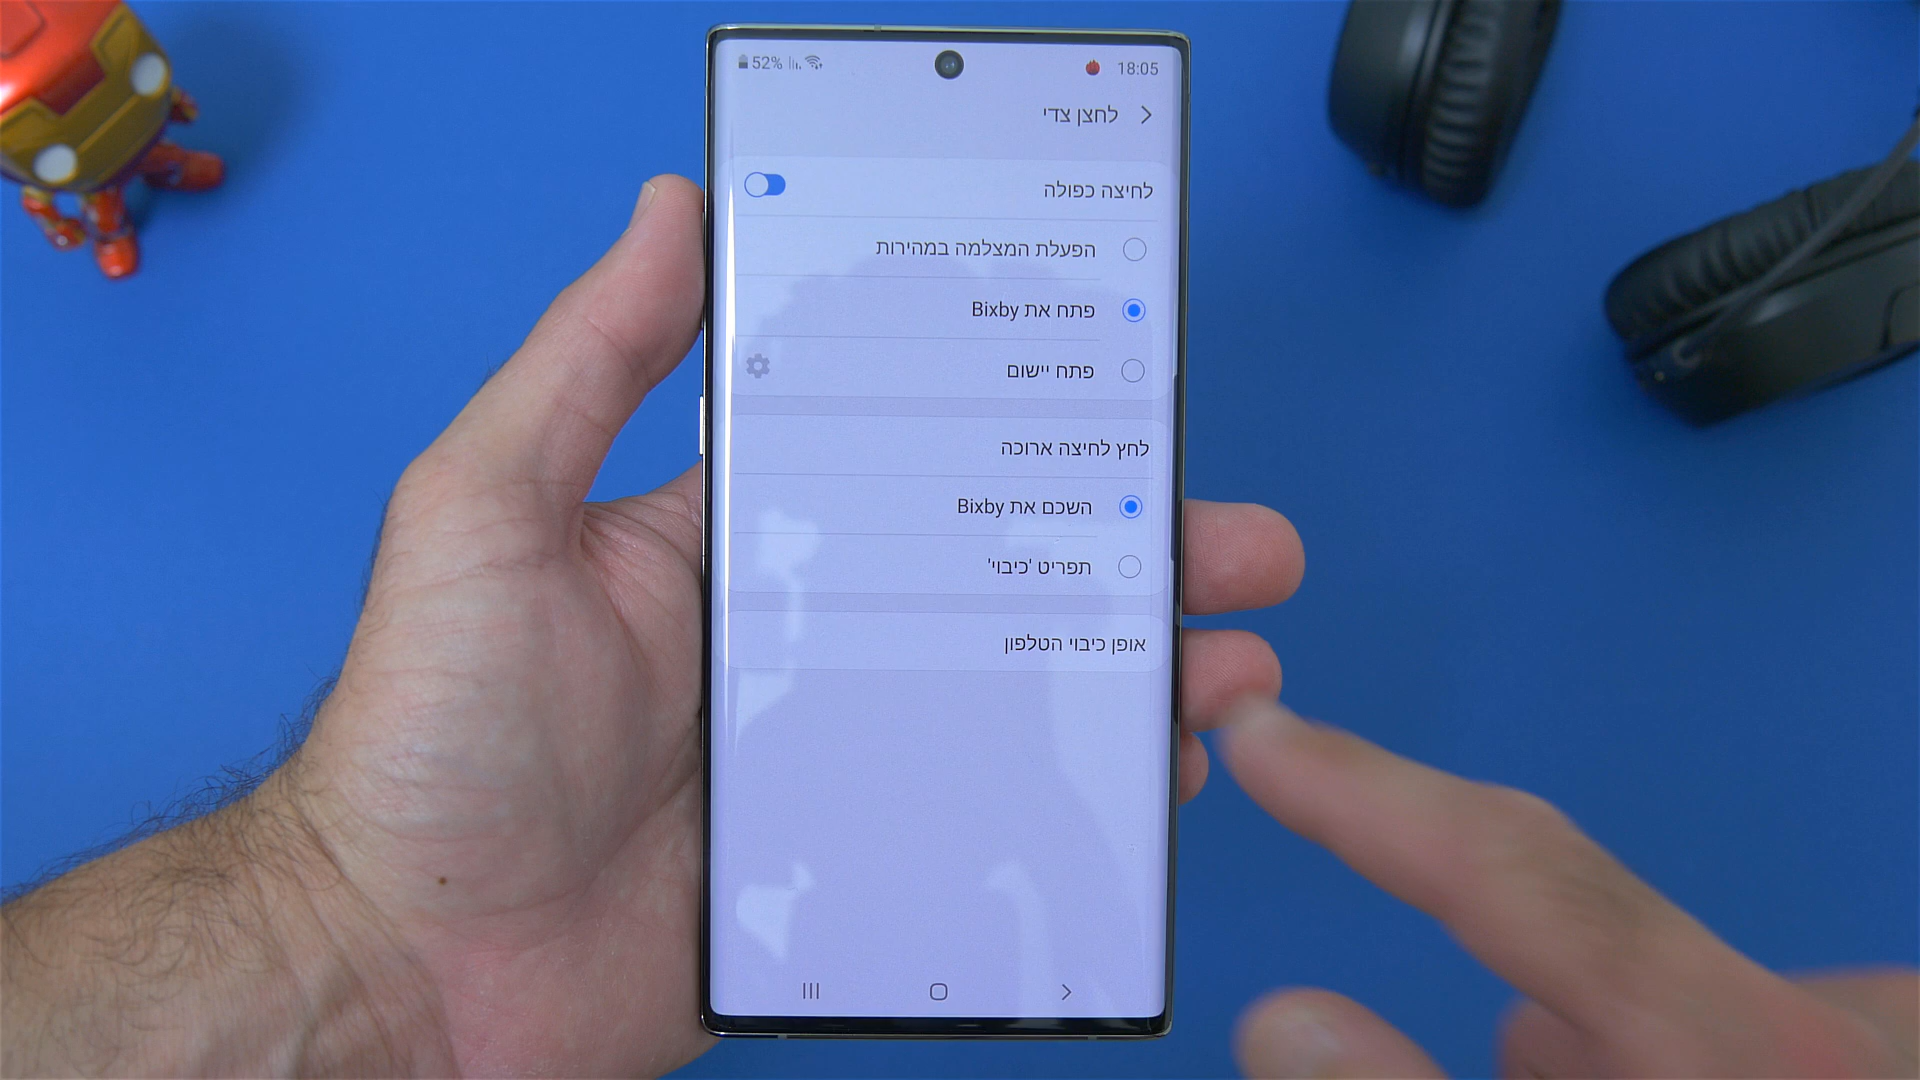 52% 18:05
לחצן צדי
לחיצה כפולה
הפעלת המצלמה במהירות
פתח את Bixby
פתח יישום
לחץ לחיצה ארוכה
השכם את Bixby
תפריט 'כיבוי'
אופן כיבוי הטלפון